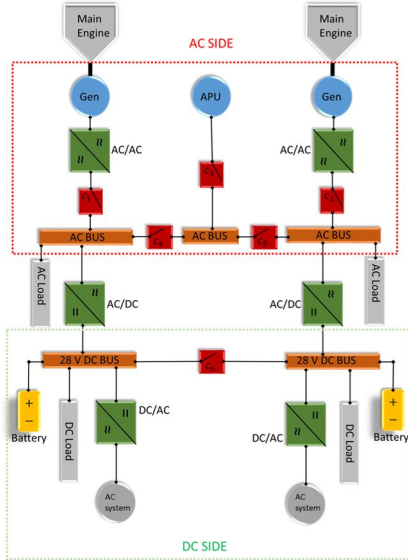 Main
Engine
Main
Engine
AC SIDE
Gen
APU
Gen
AC/AC
AC/AC
C1
C3
C2
AC BUS
C4
AC BUS
C5
AC BUS
AC Load
AC/DC
AC/DC
AC Load
28 V DC BUS
C6
28 V DC BUS
Battery
DC Load
DC/AC
DC/AC
DC Load
Battery
AC
system
AC
system
DC SIDE